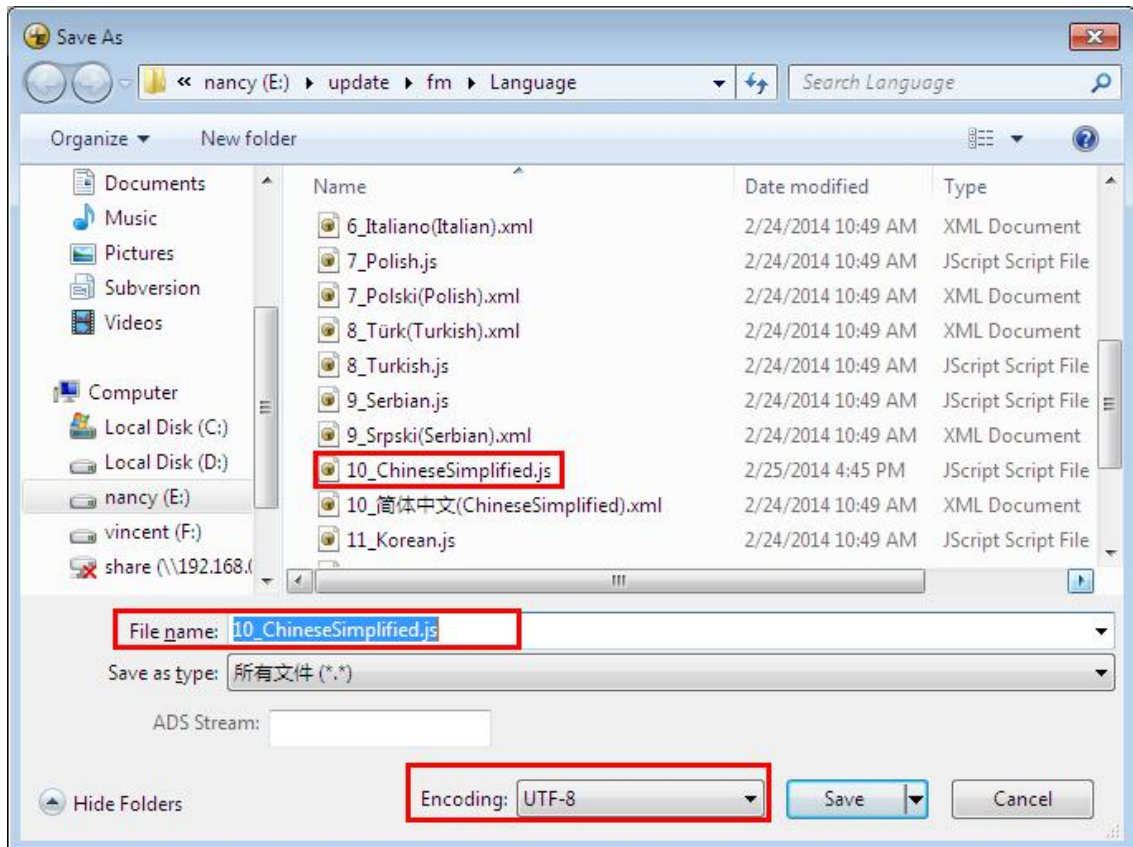 Save As
« nancy (E:) ▸ update ▸ fm ▸ Language
Search Language
Organize
New folder
Documents
Music
Pictures
Subversion
Videos
Computer
Local Disk (C:)
Local Disk (D:)
nancy (E:)
vincent (F:)
share (\\192.168.0
Name Date modified Type
6_Italiano(Italian).xml 2/24/2014 10:49 AM XML Document
7_Polish.js 2/24/2014 10:49 AM JScript Script File
7_Polski(Polish).xml 2/24/2014 10:49 AM XML Document
8_Türk(Turkish).xml 2/24/2014 10:49 AM XML Document
8_Turkish.js 2/24/2014 10:49 AM JScript Script File
9_Serbian.js 2/24/2014 10:49 AM JScript Script File
9_Srpski(Serbian).xml 2/24/2014 10:49 AM XML Document
10_ChineseSimplified.js 2/25/2014 4:45 PM JScript Script File
10_简体中文(ChineseSimplified).xml 2/24/2014 10:49 AM XML Document
11_Korean.js 2/24/2014 10:49 AM JScript Script File
File name: 10_ChineseSimplified.js
Save as type: 所有文件 (*.*)
ADS Stream:
Hide Folders
Encoding: UTF-8
Save
Cancel